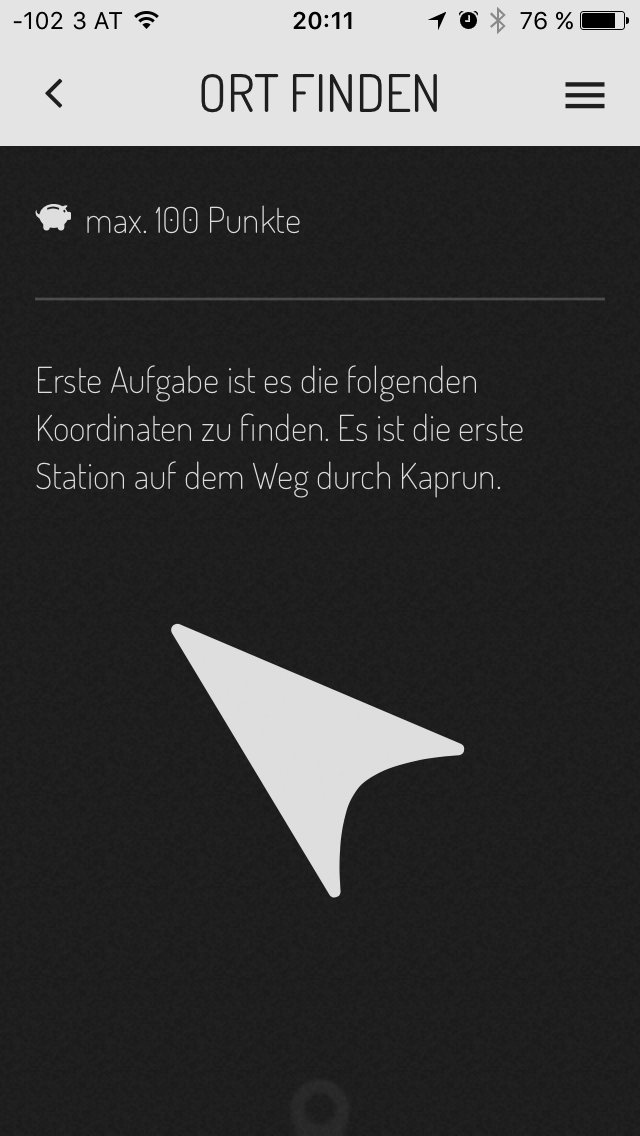 -102 3 AT 20:11 76 %
ORT FINDEN
max. 100 Punkte
Erste Aufgabe ist es die folgenden
Koordinaten zu finden. Es ist die erste
Station auf dem Weg durch Kaprun.